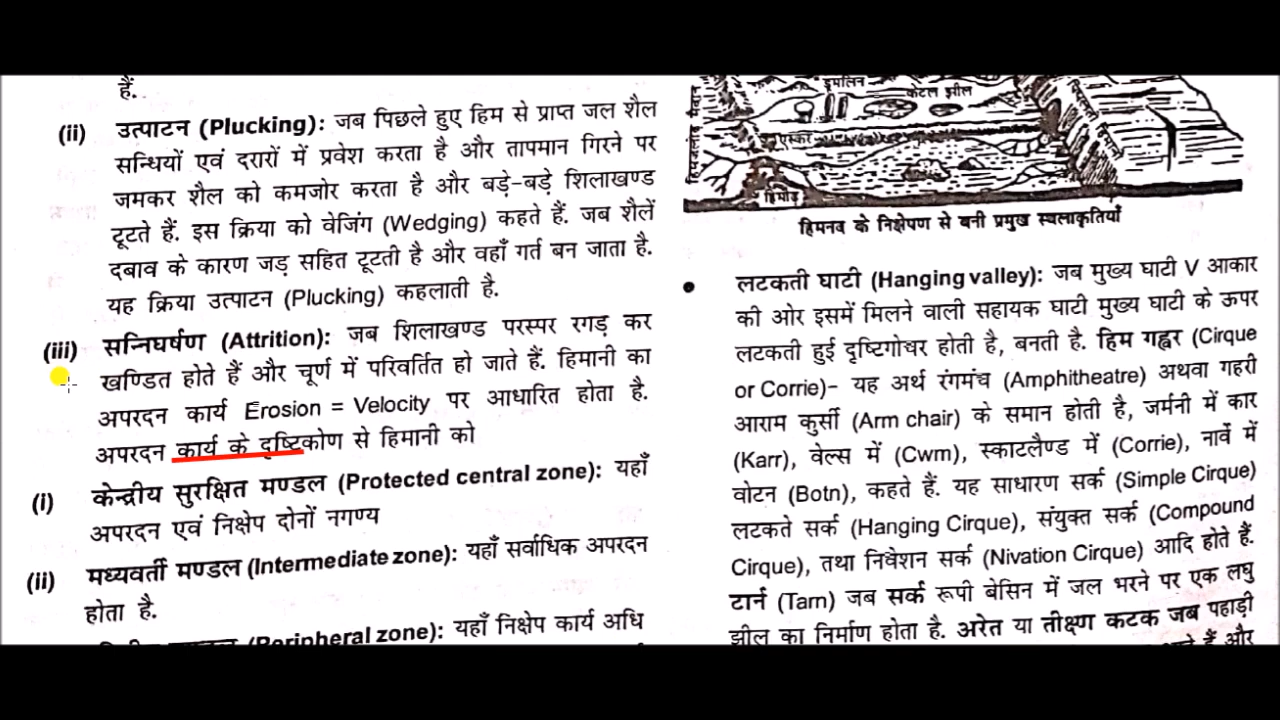 हैं.
(ii) उत्पाटन (Plucking): जब पिछले हुए हिम से प्राप्त जल शैल
सन्धियों एवं दरारों में प्रवेश करता है और तापमान गिरने पर
जमकर शैल को कमजोर करता है और बड़े-बड़े शिलाखण्ड
टूटते हैं. इस क्रिया को वेजिंग (Wedging) कहते हैं. जब शैलें
दबाव के कारण जड़ सहित टूटती है और वहाँ गर्त बन जाता है.
यह क्रिया उत्पाटन (Plucking) कहलाती है.
(iii) सन्निघर्षण (Attrition): जब शिलाखण्ड परस्पर रगड़ कर
खण्डित होते हैं और चूर्ण में परिवर्तित हो जाते हैं. हिमानी का
अपरदन कार्य Erosion = Velocity पर आधारित होता है.
अपरदन कार्य के दृष्टिकोण से हिमानी को
(i) केन्द्रीय सुरक्षित मण्डल (Protected central zone): यहाँ
अपरदन एवं निक्षेप दोनों नगण्य
(ii) मध्यवर्ती मण्डल (Intermediate zone): यहाँ सर्वाधिक अपरदन
होता है.
(Peripheral zone): यहाँ निक्षेप कार्य अधि
ड्रमलिन
केटल झील
एस्कर
हिमोढ़
हिमनद के निक्षेपण से बनी प्रमुख स्थलाकृतियाँ
• लटकती घाटी (Hanging valley): जब मुख्य घाटी V आकार
की ओर इसमें मिलने वाली सहायक घाटी मुख्य घाटी के ऊपर
लटकती हुई दृष्टिगोचर होती है, बनती है. हिम गह्वर (Cirque
or Corrie)- यह अर्थ रंगमंच (Amphitheatre) अथवा गहरी
आराम कुर्सी (Arm chair) के समान होती है, जर्मनी में कार
(Karr), वेल्स में (Cwm), स्काटलैण्ड में (Corrie), नार्वे में
वोटन (Botn), कहते हैं. यह साधारण सर्क (Simple Cirque)
लटकते सर्क (Hanging Cirque), संयुक्त सर्क (Compound
Cirque), तथा निवेशन सर्क (Nivation Cirque) आदि होते हैं.
टार्न (Tarn) जब सर्क रूपी बेसिन में जल भरने पर एक लघु
झील का निर्माण होता है. अरेत या तीक्ष्ण कटक जब पहाड़ी